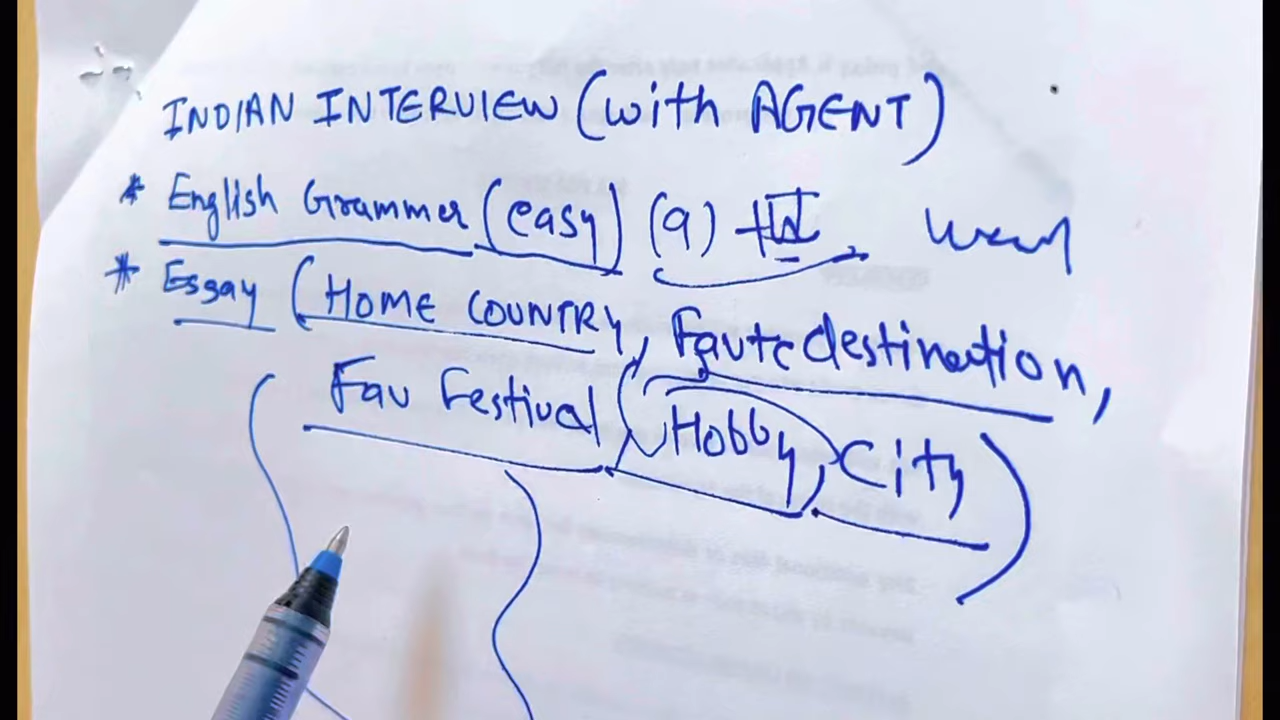 INDIAN INTERVIEW (with AGENT)
* English Grammer (easy) (9)
* Essay (HOME COUNTRY, Favte destination,
Fav Festival, Hobby, City)